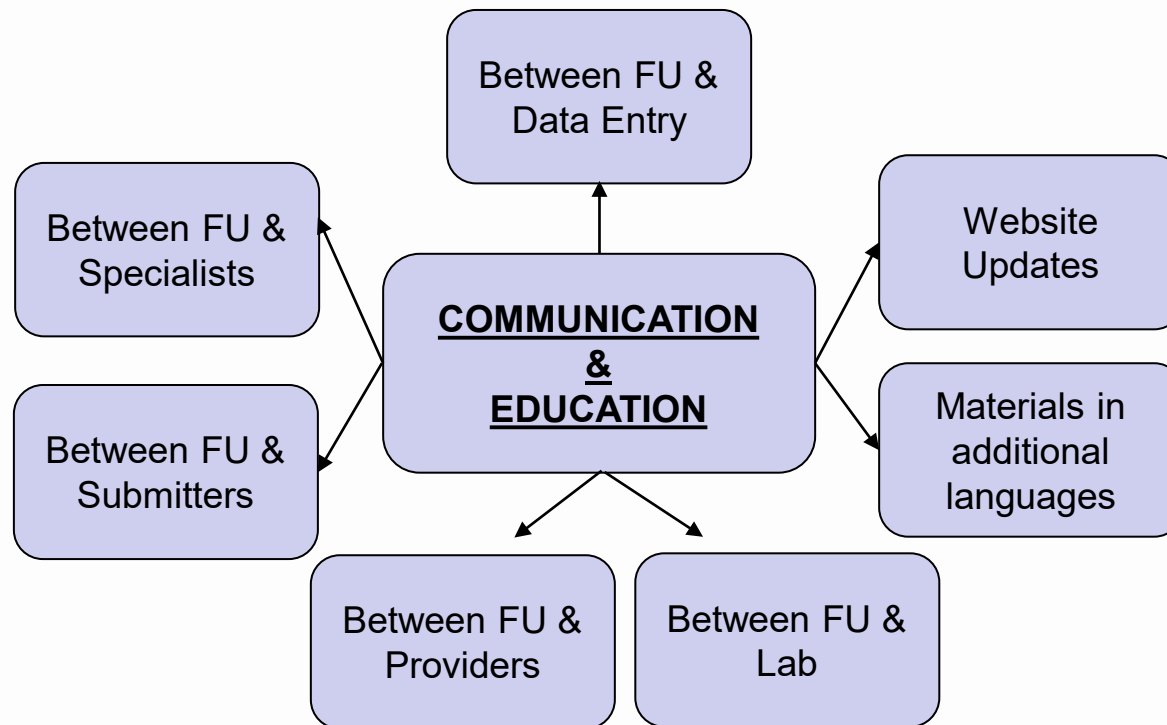 Between FU &
Data Entry
Between FU &
Specialists
Website
Updates
COMMUNICATION
&
EDUCATION
Between FU &
Submitters
Materials in
additional
languages
Between FU &
Providers
Between FU &
Lab